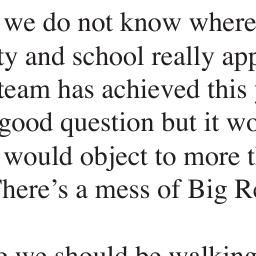 we do not know where
ty and school really app
team has achieved this
good question but it wo
would object to more t
There's a mess of Big R
we should be walking